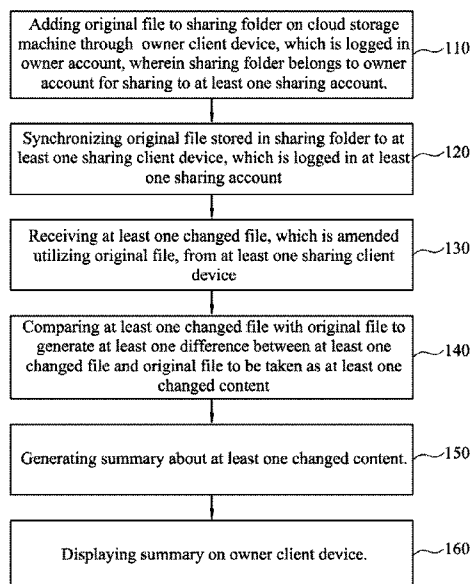 Adding original file to sharing folder on cloud storage
machine through owner client device, which is logged in
owner account, wherein sharing folder belongs to owner
account for sharing to at least one sharing account.
110
Synchronizing original file stored in sharing folder to at
least one sharing client device, which is logged in at least
one sharing account
120
Receiving at least one changed file, which is amended
utilizing original file, from at least one sharing client
device
130
Comparing at least one changed file with original file to
generate at least one difference between at least one
changed file and original file to be taken as at least one
changed content
140
Generating summary about at least one changed content.
150
Displaying summary on owner client device.
160